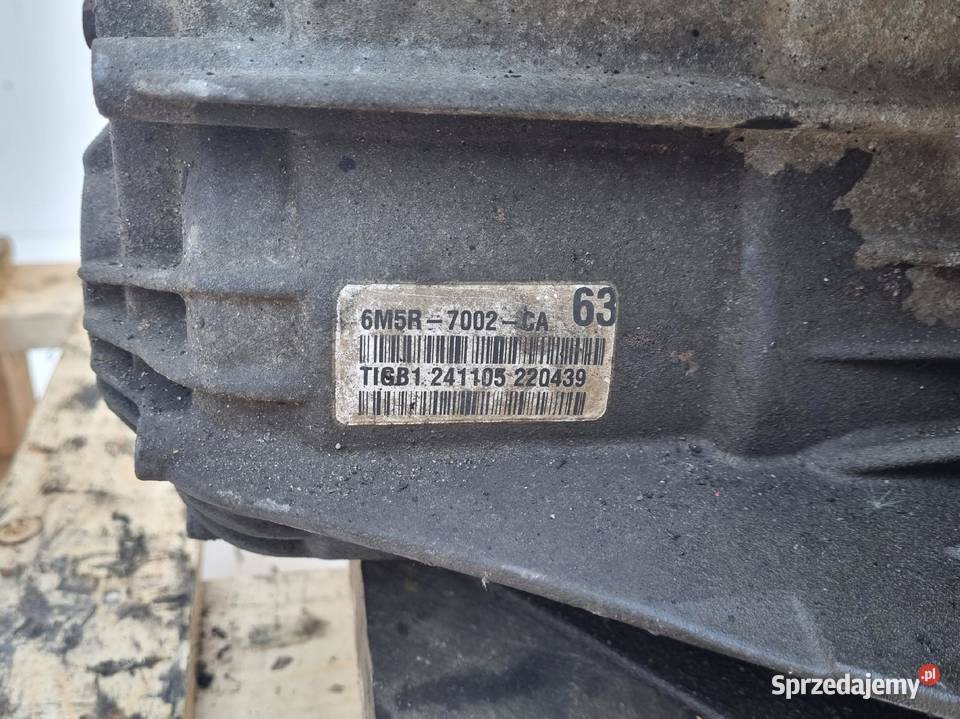 6M5R-7002-CA 63
TIGB1 241105 220439
Sprzedajemy.pl